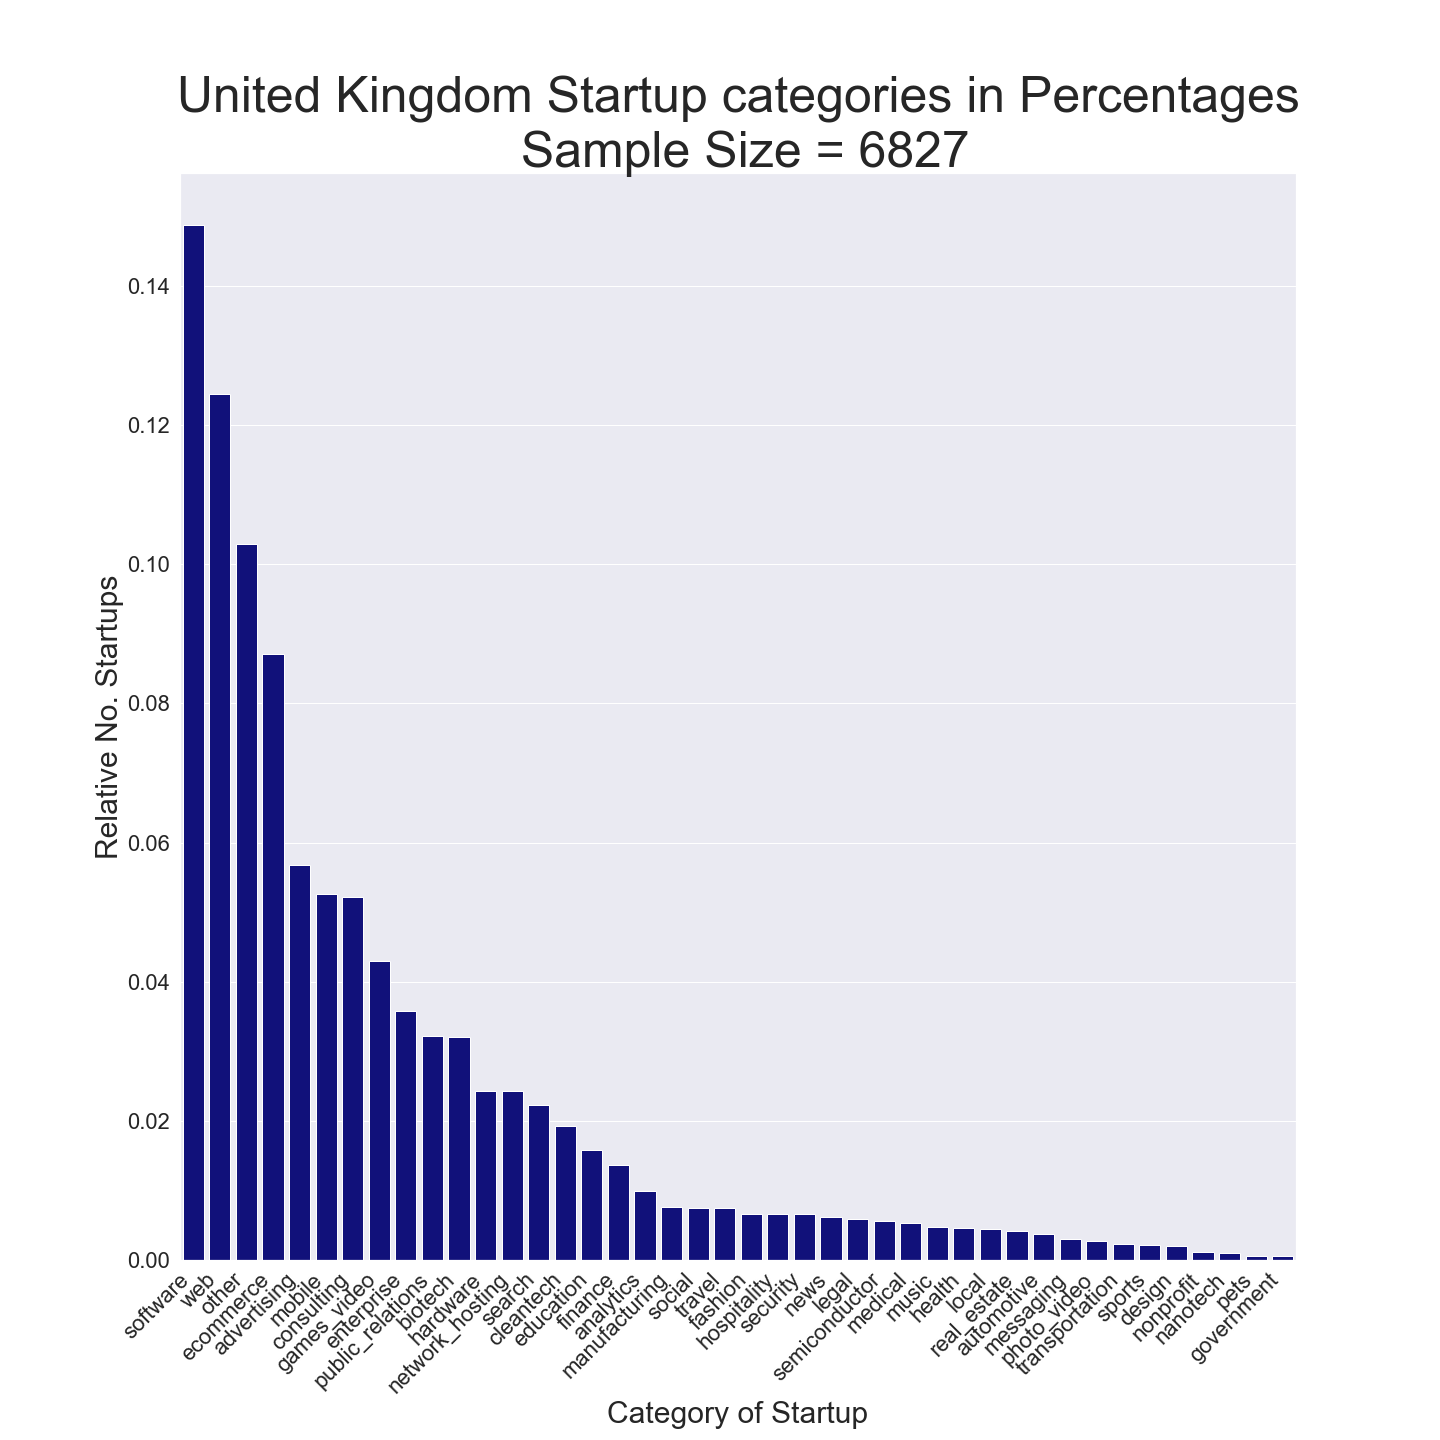 United Kingdom Startup categories in Percentages
Sample Size = 6827
0.14
0.12
0.10
0.08
0.06
0.04
0.02
0.00
Relative No. Startups
software
web
other
ecommerce
advertising
mobile
consulting
games_video
enterprise
public_relations
biotech
hardware
network_hosting
search
cleantech
education
finance
analytics
manufacturing
social
travel
fashion
hospitality
security
news
legal
semiconductor
medical
music
health
local
real_estate
automotive
messaging
photo_video
transportation
sports
design
nonprofit
nanotech
pets
government
Category of Startup